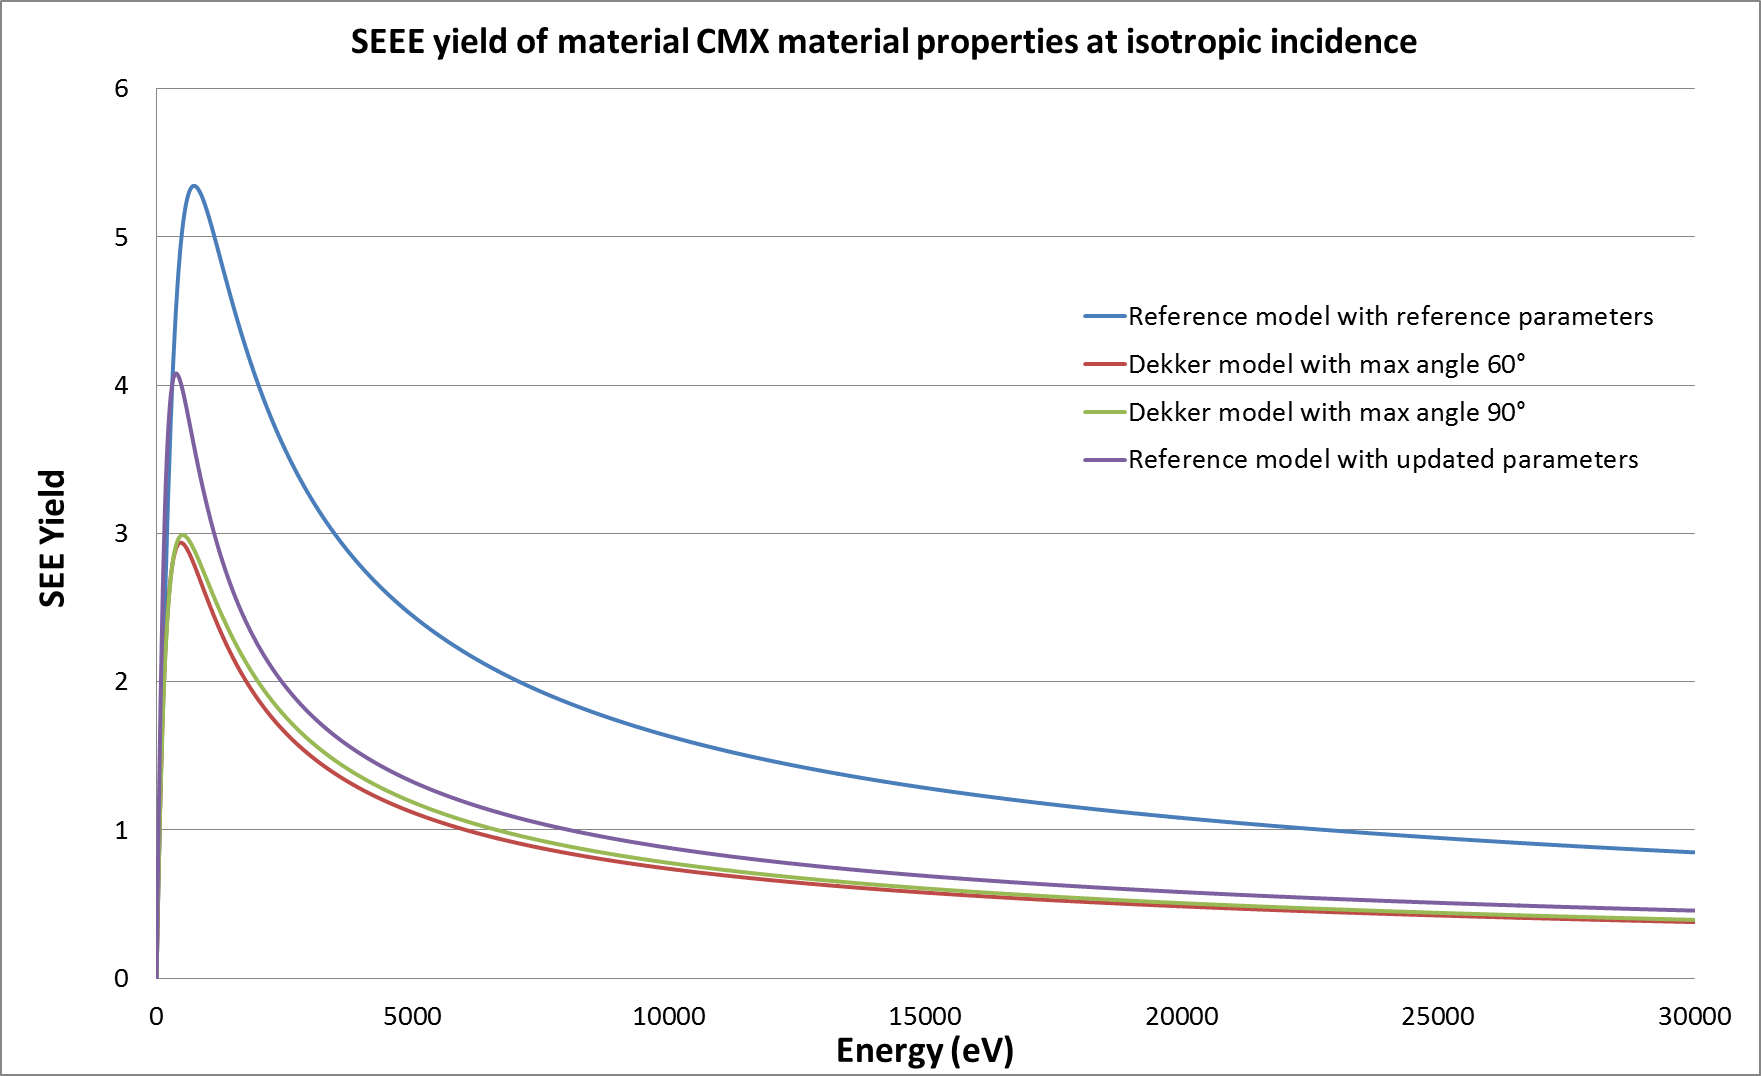 SEEE yield of material CMX material properties at isotropic incidence
6
5
4
3
2
1
0
SEE Yield
Reference model with reference parameters
Dekker model with max angle 60°
Dekker model with max angle 90°
Reference model with updated parameters
0 5000 10000 15000 20000 25000 30000
Energy (eV)